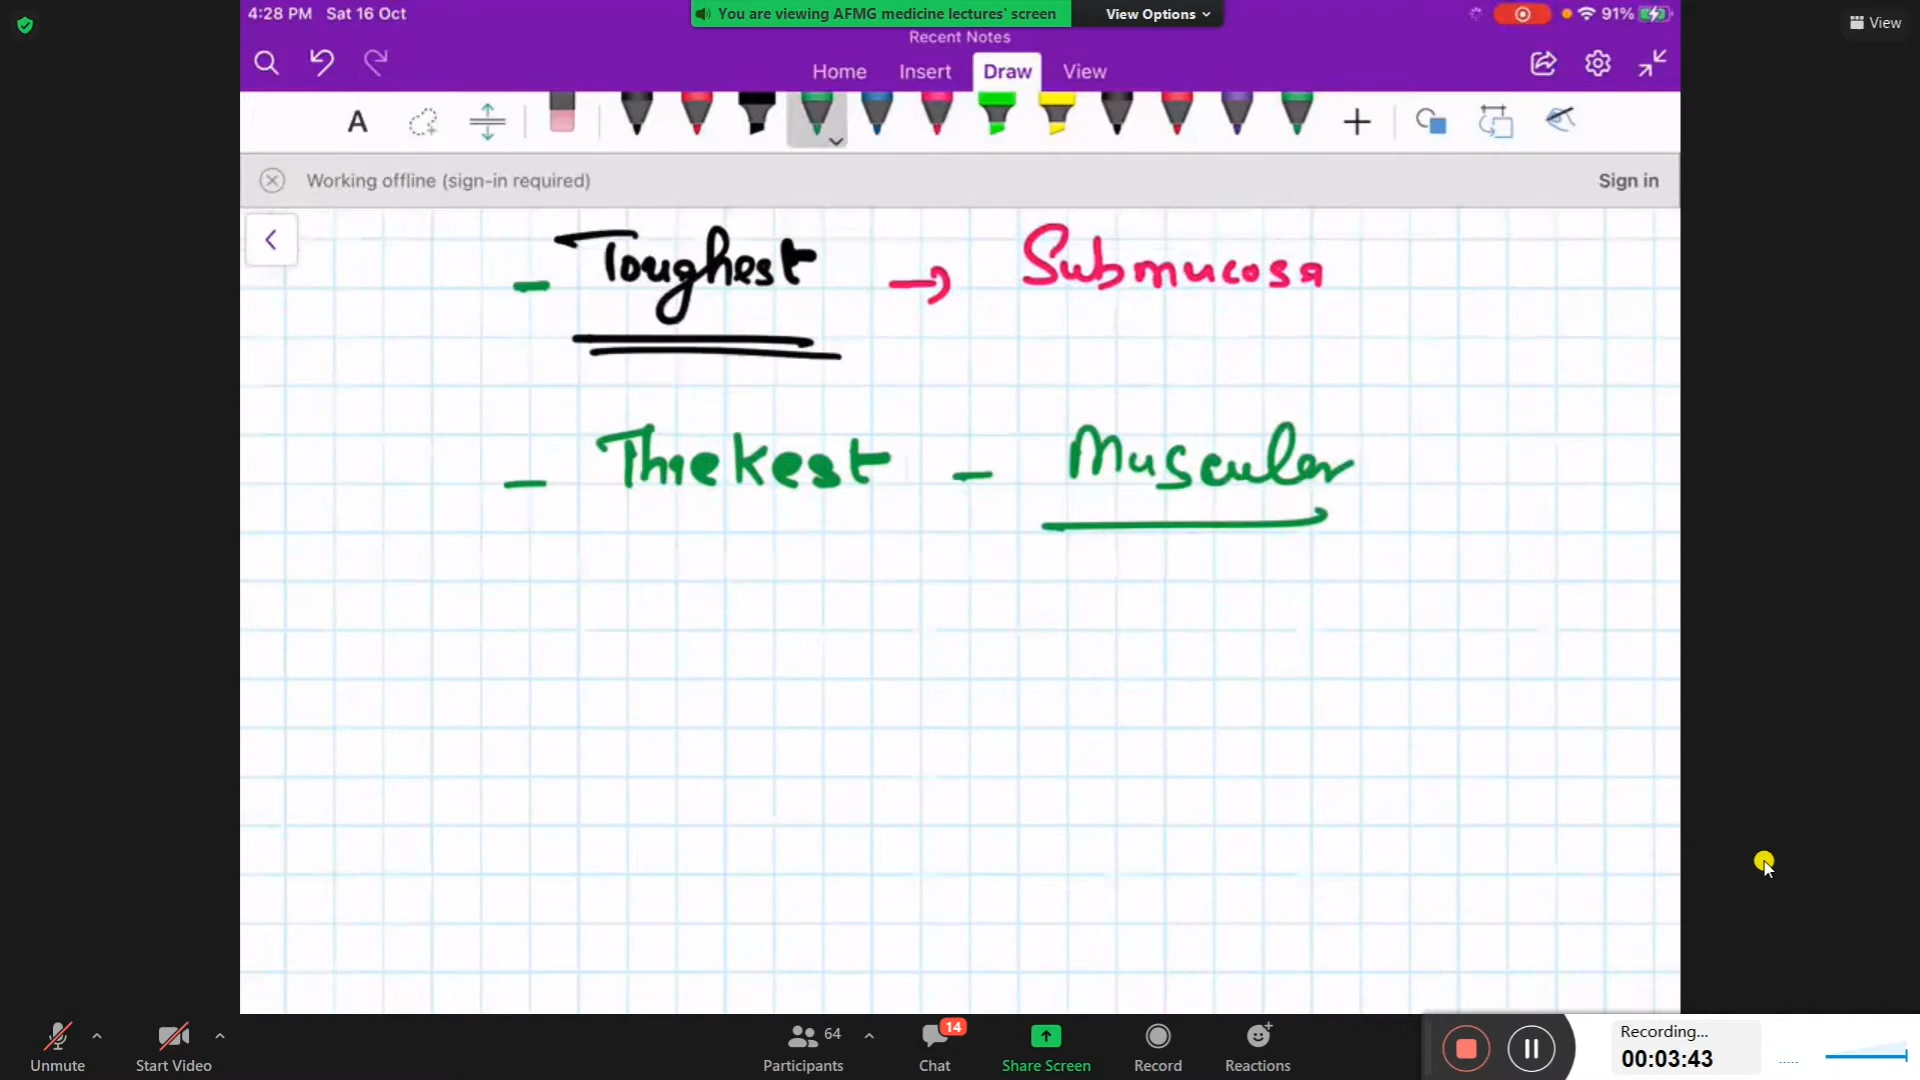 4:28 PM Sat 16 Oct
You are viewing AFMG medicine lectures' screen
View Options
91%
View
Recent Notes
Home Insert Draw View
A
Working offline (sign-in required)
Sign in
- Toughest → Submucosa
- Thickest - Muscular
Unmute
Start Video
64
Participants
14
Chat
Share Screen
Record
Reactions
Recording...
00:03:43